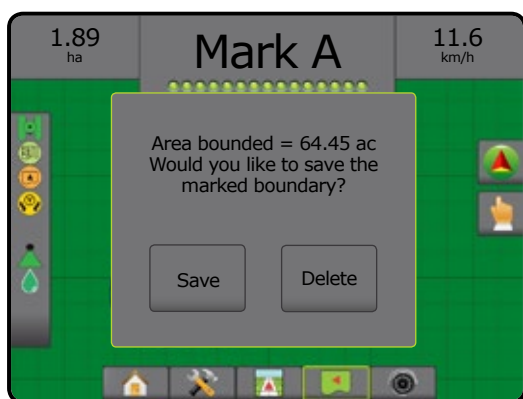 1.89
ha
Mark A
11.6
km/h
Area bounded = 64.45 ac
Would you like to save the
marked boundary?
Save
Delete